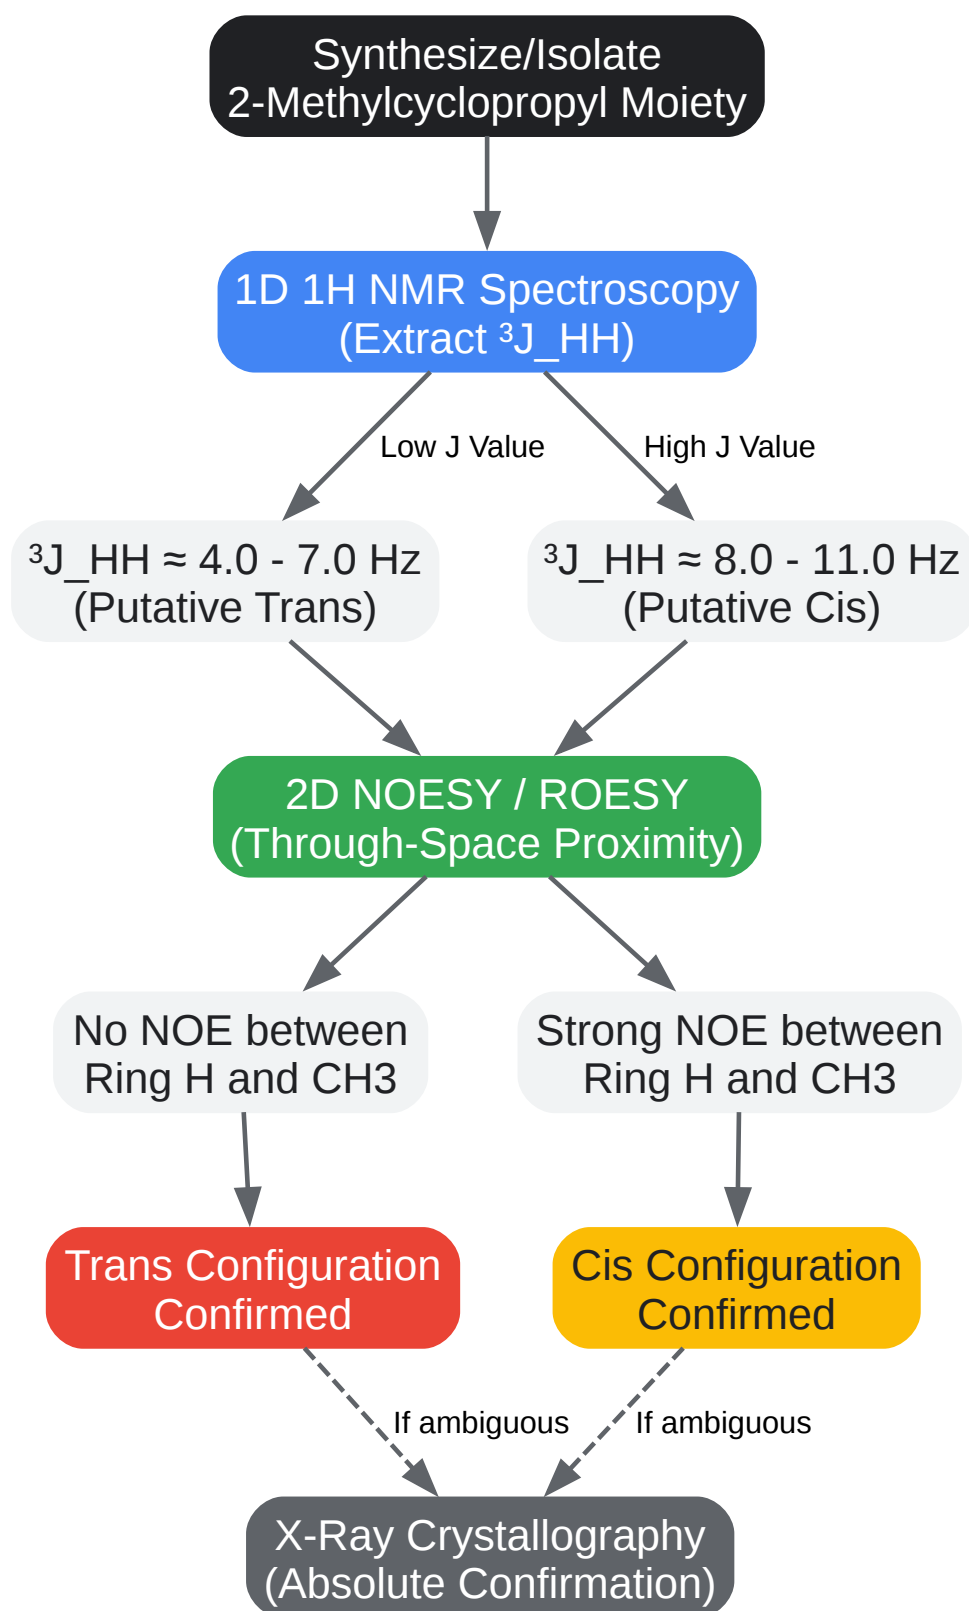 Synthesize/Isolate
2-Methylcyclopropyl Moiety
1D 1H NMR Spectroscopy
(Extract ³J_HH)
Low J Value
High J Value
³J_HH ≈ 4.0 - 7.0 Hz
(Putative Trans)
³J_HH ≈ 8.0 - 11.0 Hz
(Putative Cis)
2D NOESY / ROESY
(Through-Space Proximity)
No NOE between
Ring H and CH3
Strong NOE between
Ring H and CH3
Trans Configuration
Confirmed
Cis Configuration
Confirmed
If ambiguous
If ambiguous
X-Ray Crystallography
(Absolute Confirmation)